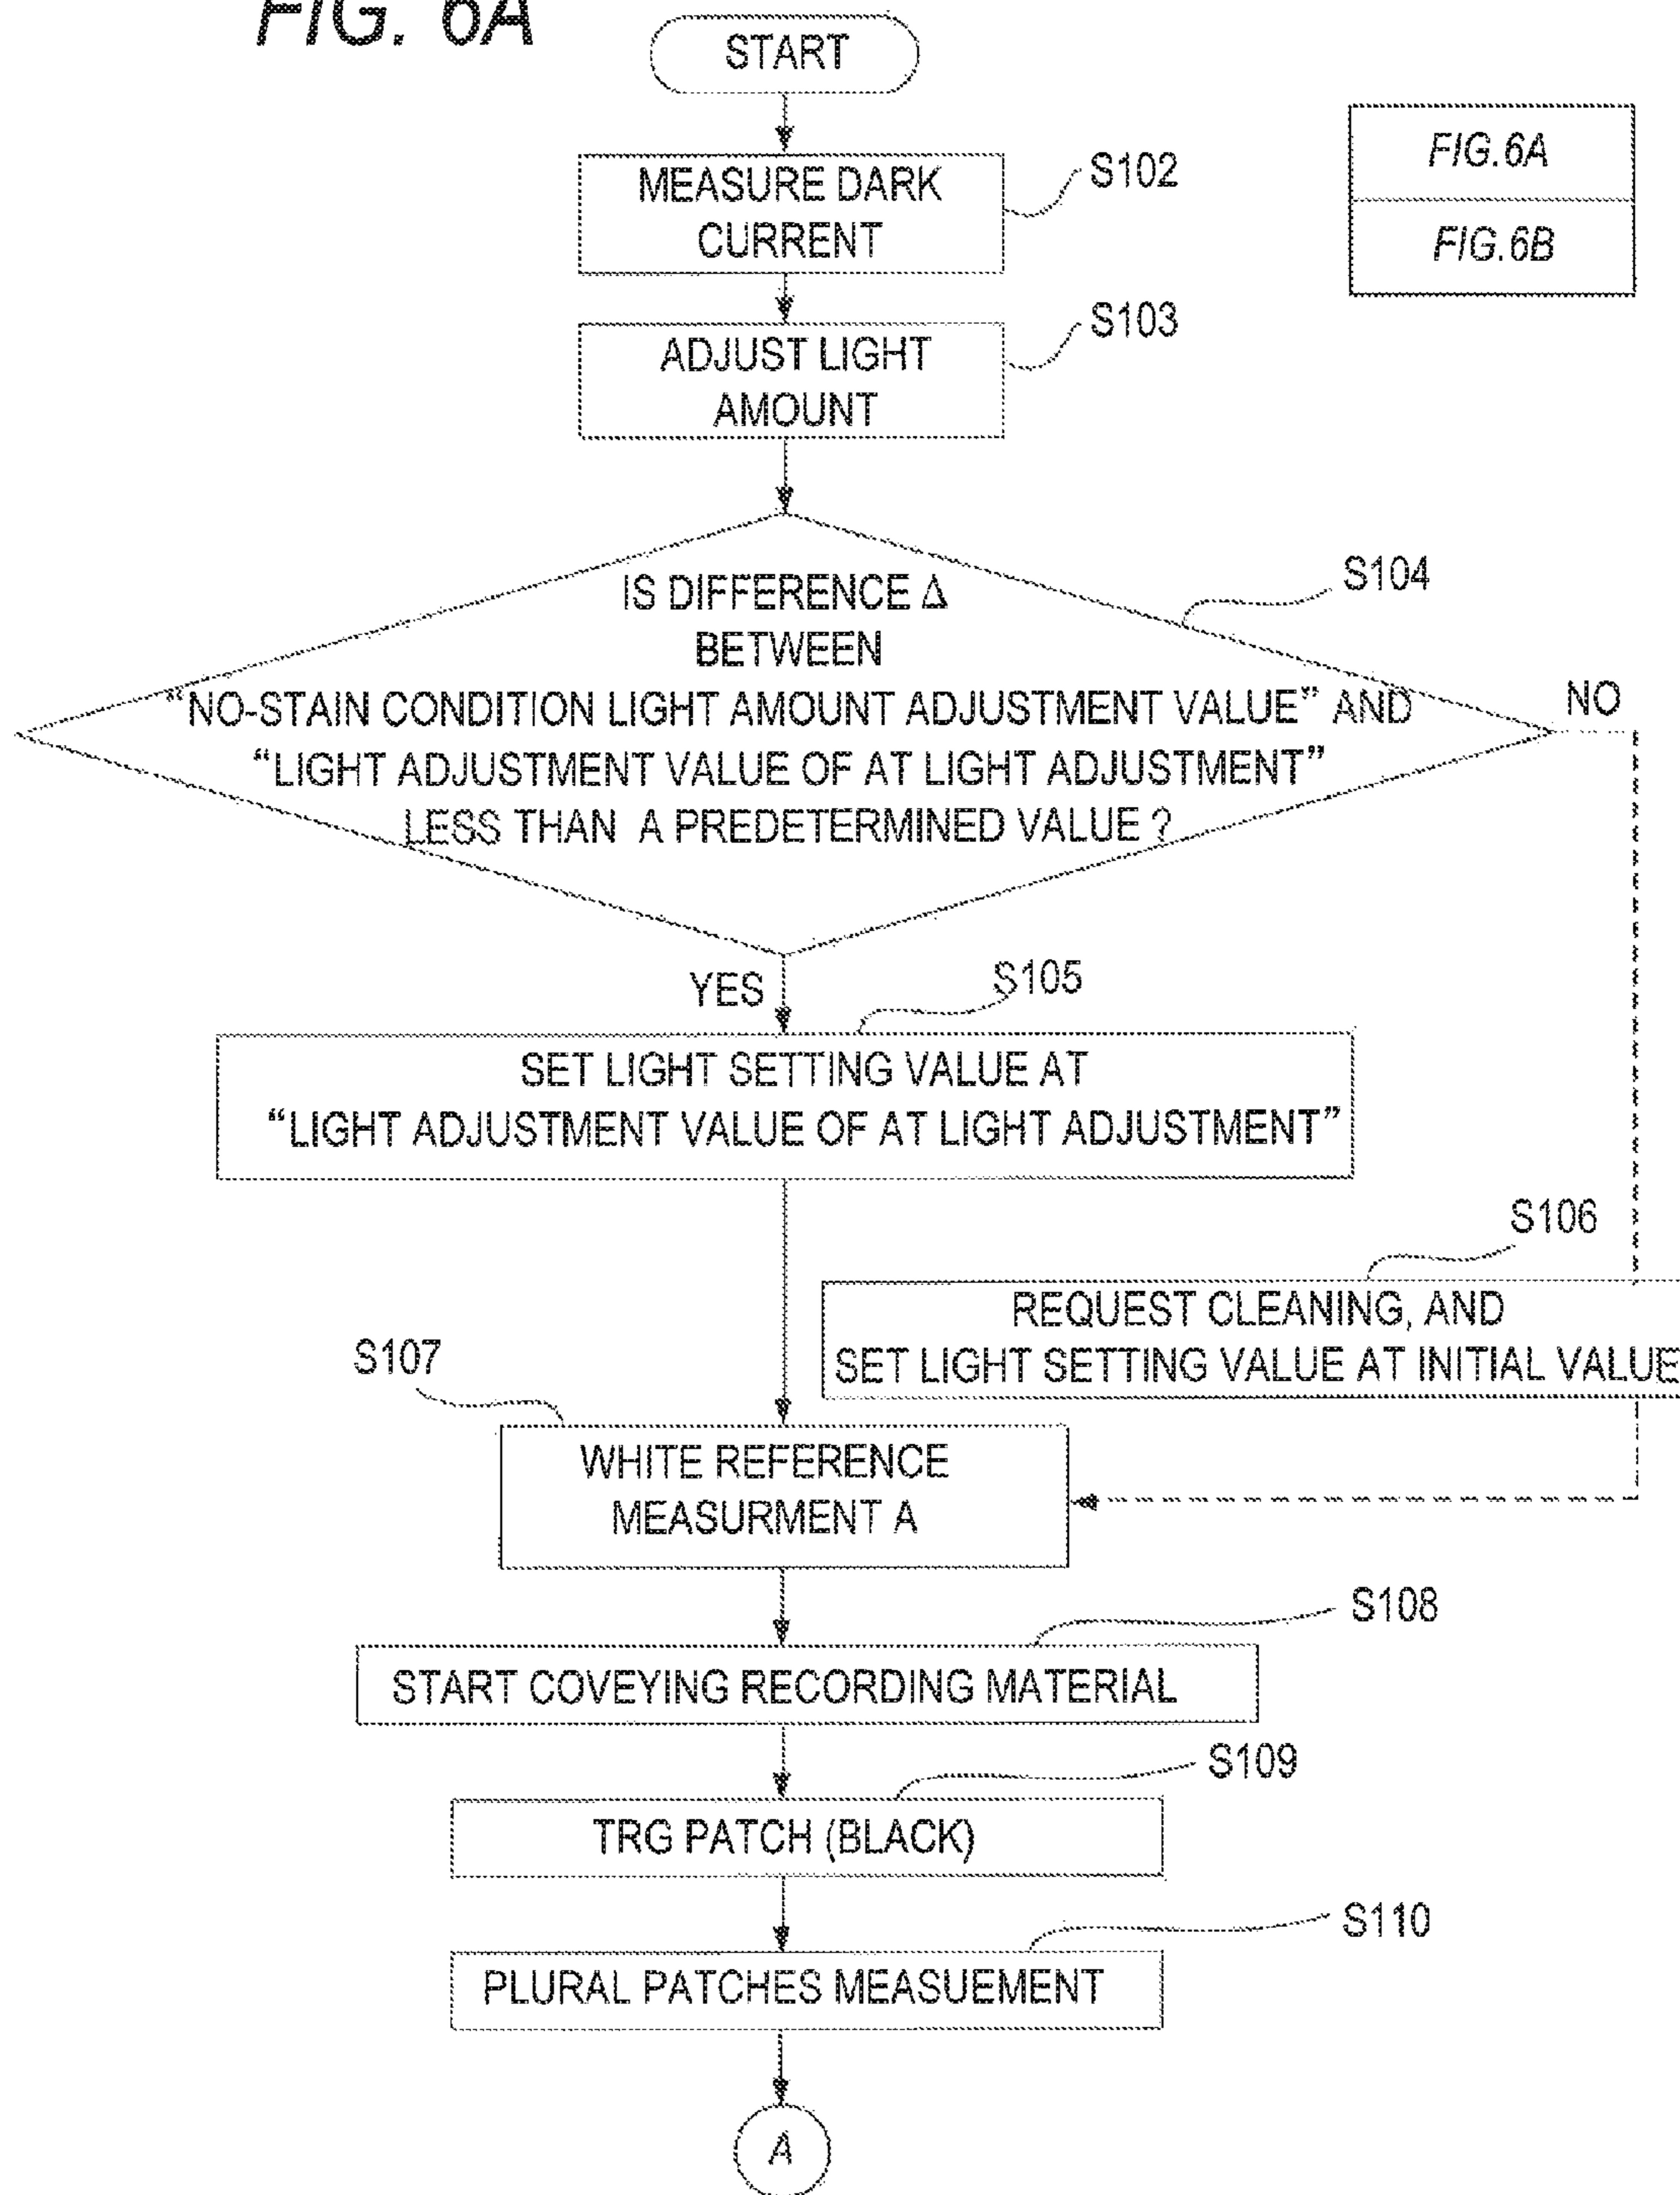 FIG. 6A
START
FIG.6A
FIG.6B
MEASURE DARK
CURRENT
S102
ADJUST LIGHT
AMOUNT
S103
IS DIFFERENCE Δ
BETWEEN
"NO-STAIN CONDITION LIGHT AMOUNT ADJUSTMENT VALUE" AND
"LIGHT ADJUSTMENT VALUE OF AT LIGHT ADJUSTMENT"
LESS THAN A PREDETERMINED VALUE ?
S104
NO
YES
S105
SET LIGHT SETTING VALUE AT
"LIGHT ADJUSTMENT VALUE OF AT LIGHT ADJUSTMENT"
S106
REQUEST CLEANING, AND
SET LIGHT SETTING VALUE AT INITIAL VALUE
S107
WHITE REFERENCE
MEASURMENT A
S108
START COVEYING RECORDING MATERIAL
S109
TRG PATCH (BLACK)
S110
PLURAL PATCHES MEASUEMENT
A